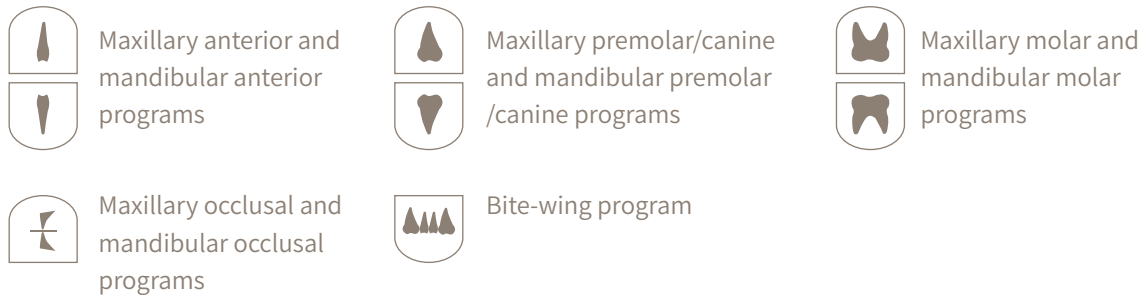 Maxillary anterior and
mandibular anterior
programs
Maxillary premolar/canine
and mandibular premolar
/canine programs
Maxillary molar and
mandibular molar
programs
Maxillary occlusal and
mandibular occlusal
programs
Bite-wing program